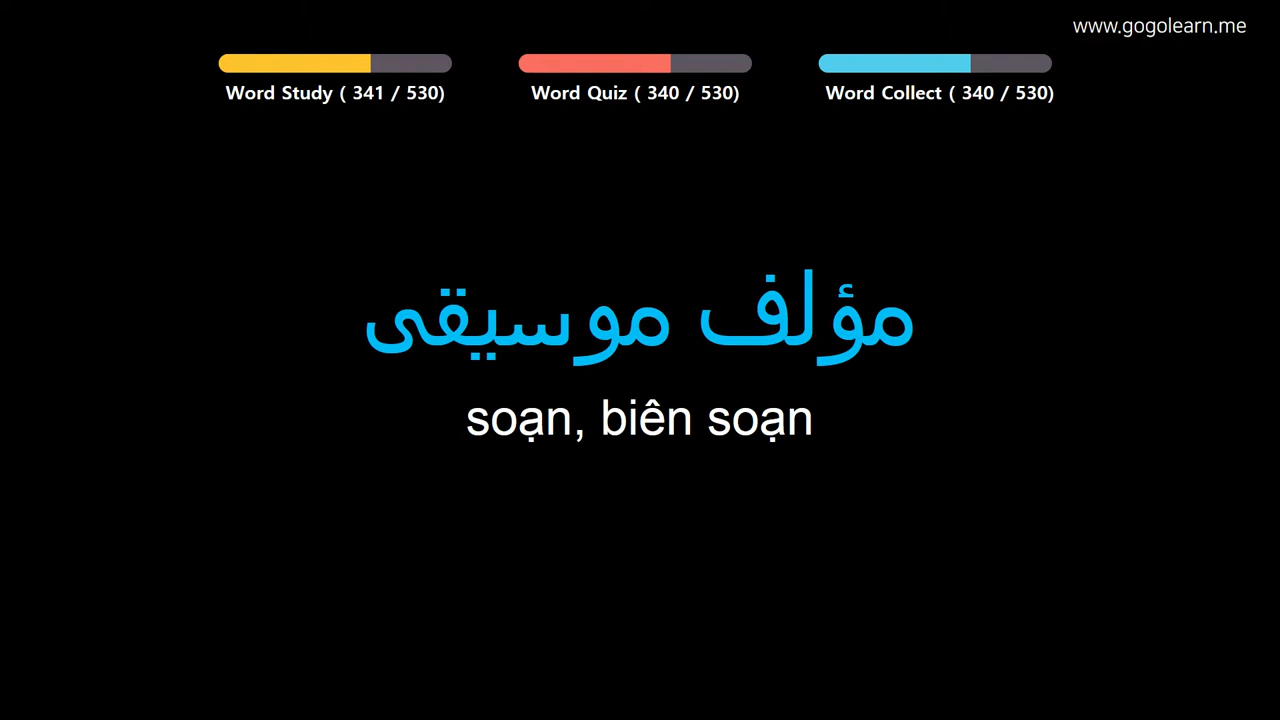 www.gogolearn.me
Word Study ( 341 / 530)
Word Quiz ( 340 / 530)
Word Collect ( 340 / 530)
مؤلف موسيقى
soạn, biên soạn